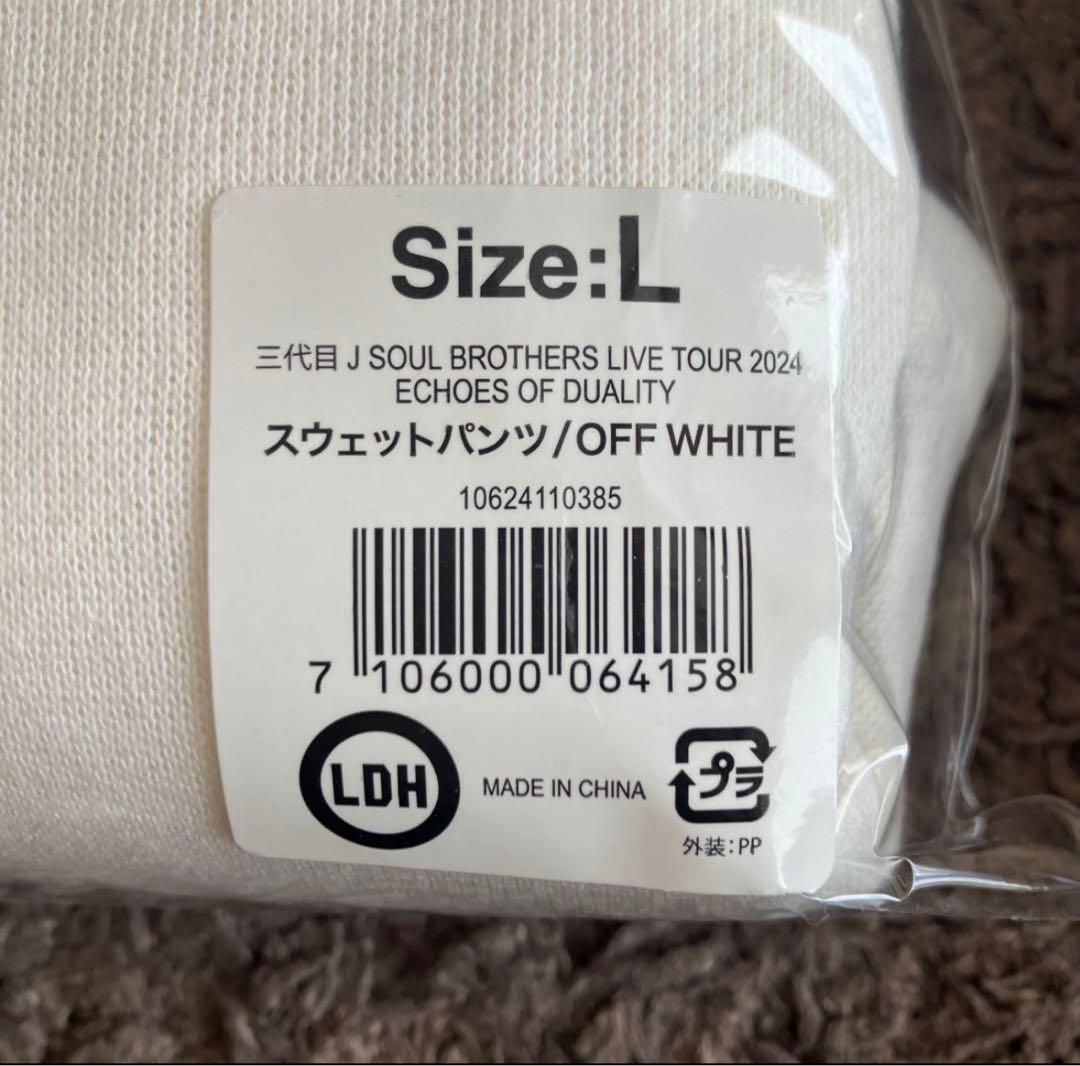 Size:L
三代目 J SOUL BROTHERS LIVE TOUR 2024
ECHOES OF DUALITY
スウェットパンツ/OFF WHITE
10624110385
7 106000 064158
LDH
MADE IN CHINA
プラ
外装:PP